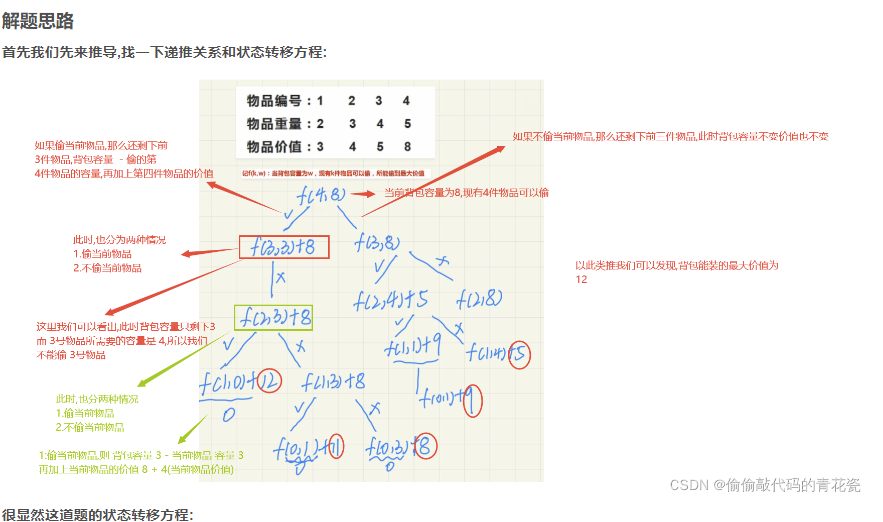 解题思路
首先我们先来推导,找一下递推关系和状态转移方程:
物品编号：1 2 3 4
物品重量：2 3 4 5
物品价值：3 4 5 8
记f(k,w)：当背包容量为w，现有k件物品可以偷，所能偷到最大价值
如果偷当前物品,那么还剩下前
3件物品,背包容量 - 偷的第
4件物品的容量,再加上第四件物品的价值
如果不偷当前物品,那么还剩下前三件物品,此时背包容量不变价值也不变
f(4,8)
当前背包容量为8,现有4件物品可以偷
此时,也分为两种情况
1.偷当前物品
2.不偷当前物品
f(3,3)+8
f(3,8)
以此类推我们可以发现,背包能装的最大价值为
12
f(2,4)+5
f(2,8)
这里我们可以看出,此时背包容量只剩下3
而 3号物品所需要的容量是 4,所以我们
不能偷 3号物品
f(2,3)+8
f(1,1)+9
f(1,4)+5
f(1,0)+12
0
f(1,3)+8
f(0,1)+9
此时,也分两种情况
1.偷当前物品
2.不偷当前物品
f(0,1)+11
0
f(0,3)+8
0
1:偷当前物品,则 背包容量 3 - 当前物品 容量 3
再加上当前物品的价值 8 + 4(当前物品价值)
CSDN @偷偷敲代码的青花瓷
很显然这道题的状态转移方程: